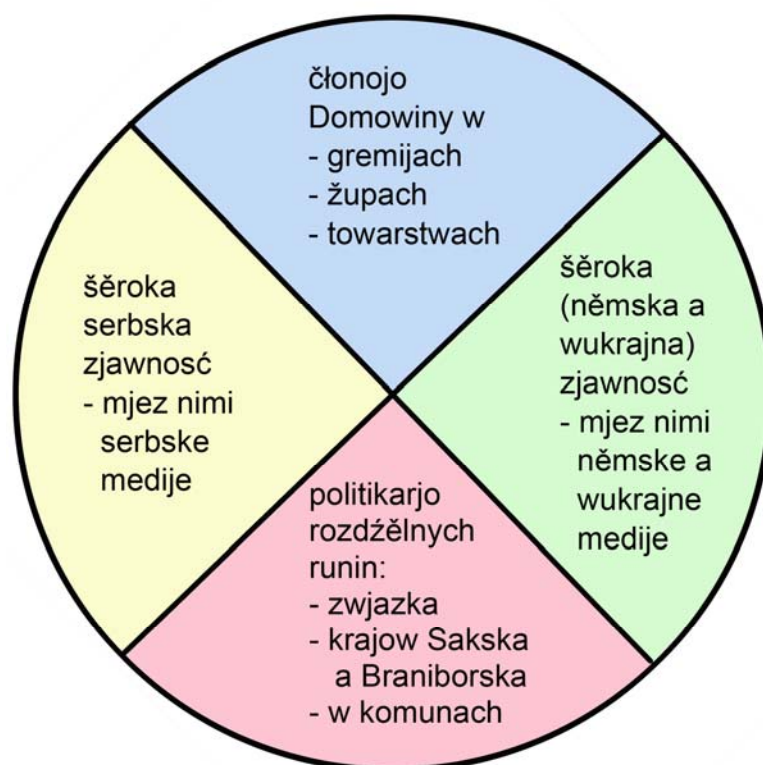 čłonojo
Domowiny w
- gremijach
- župach
- towarstwach
šěroka
serbska
zjawnosć
- mjez nimi
serbske
medije
šěroka
(němska a
wukrajna)
zjawnosć
- mjez nimi
němske a
wukrajne
medije
politikarjo
rozdźělnych
runin:
- zwjazka
- krajow Sakska
a Braniborska
- w komunach